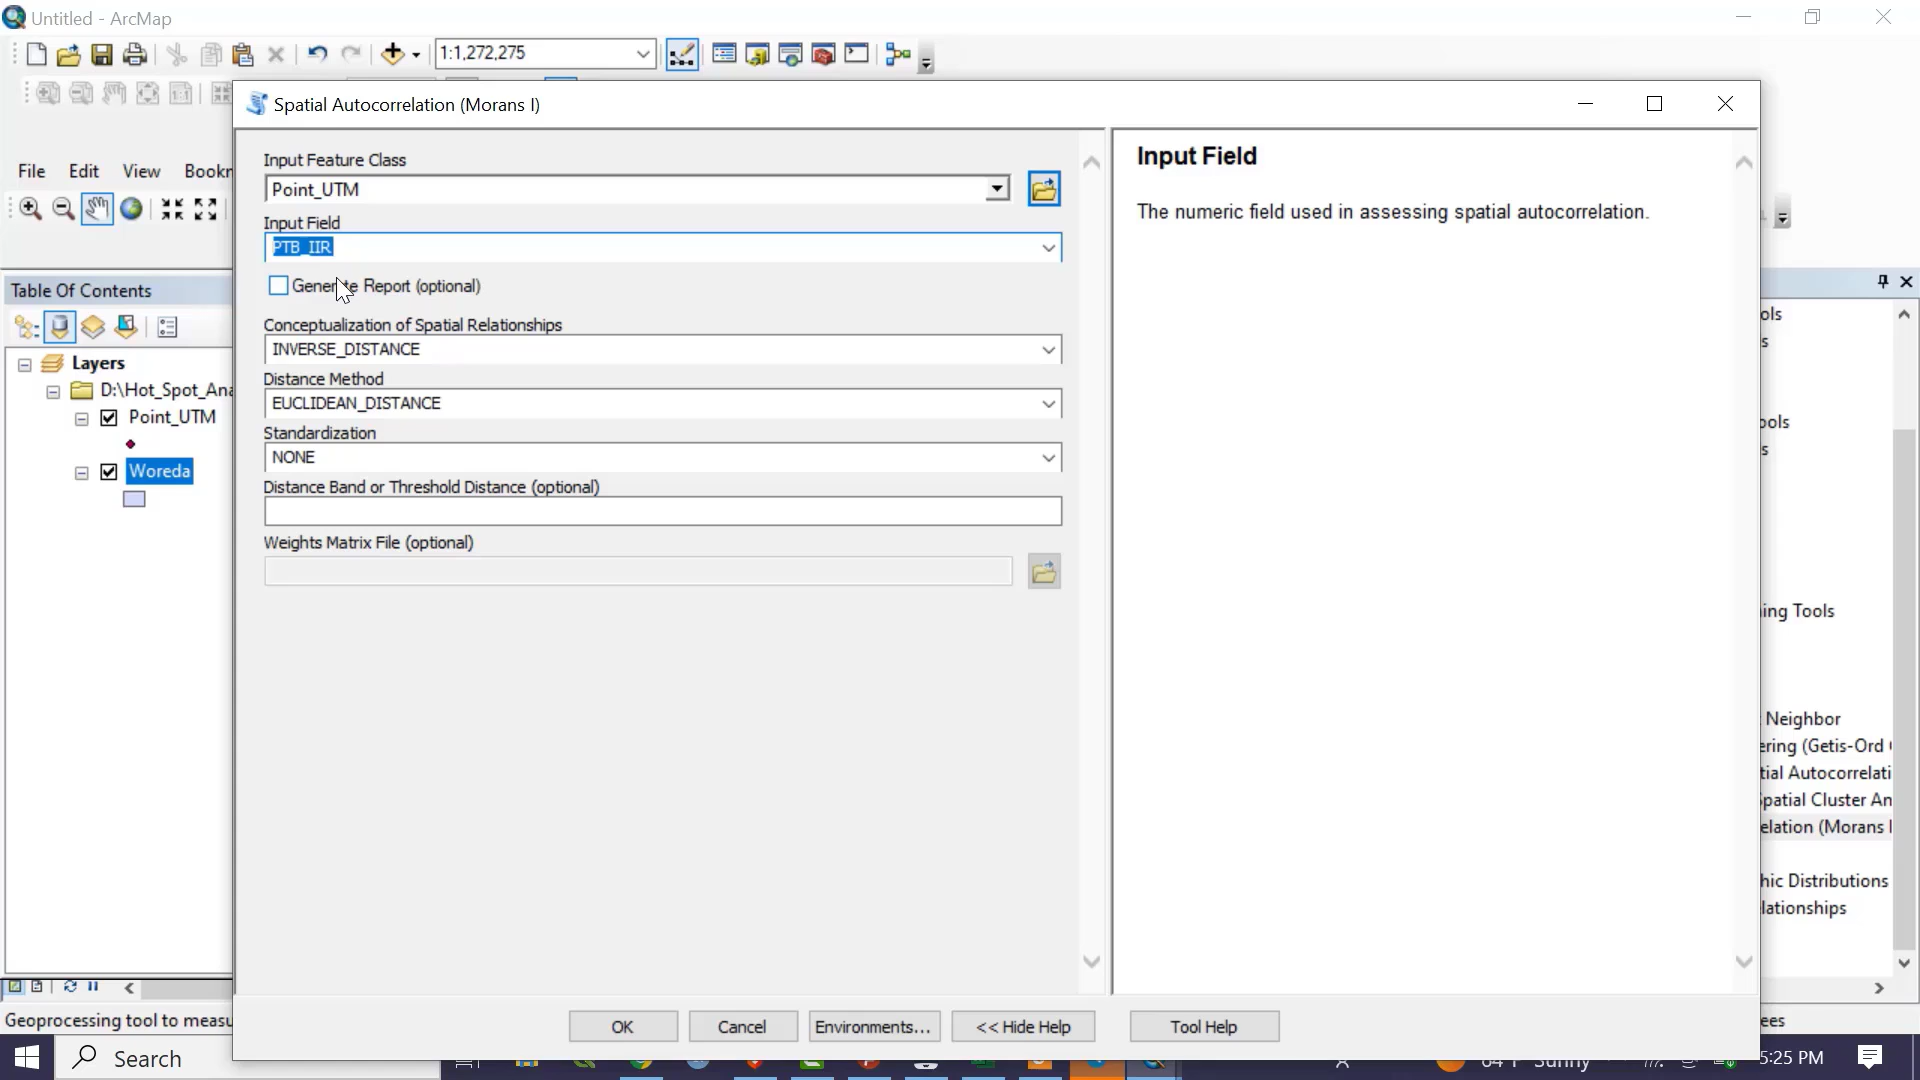 Untitled - ArcMap
1:1,272,275
Spatial Autocorrelation (Morans I)
File Edit View Bookn
Input Feature Class
Point_UTM
Input Field
PTB_IIR
Generate Report (optional)
Conceptualization of Spatial Relationships
INVERSE_DISTANCE
Distance Method
EUCLIDEAN_DISTANCE
Standardization
NONE
Distance Band or Threshold Distance (optional)
Weights Matrix File (optional)
Input Field
The numeric field used in assessing spatial autocorrelation.
Table Of Contents
Layers
D:\Hot_Spot_Ana
Point_UTM
Woreda
ols
s
ools
s
ing Tools
Neighbor
ering (Getis-Ord
tial Autocorrelati
patial Cluster An
elation (Morans I
hic Distributions
lationships
OK Cancel Environments... << Hide Help Tool Help
Geoprocessing tool to measu
ees
Search
Sunny
5:25 PM